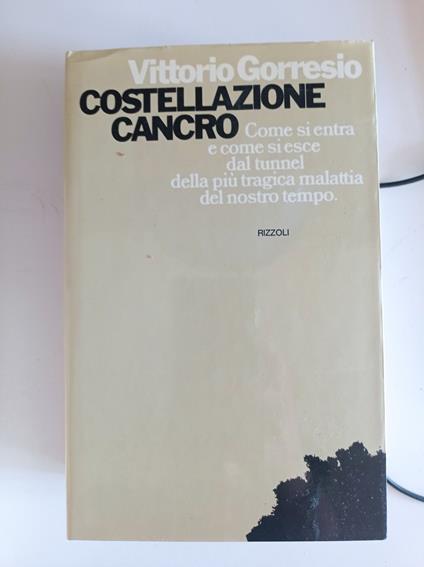 Vittorio Gorresio
COSTELLAZIONE
CANCRO Come si entra
e come si esce
dal tunnel
della più tragica malattia
del nostro tempo.
RIZZOLI